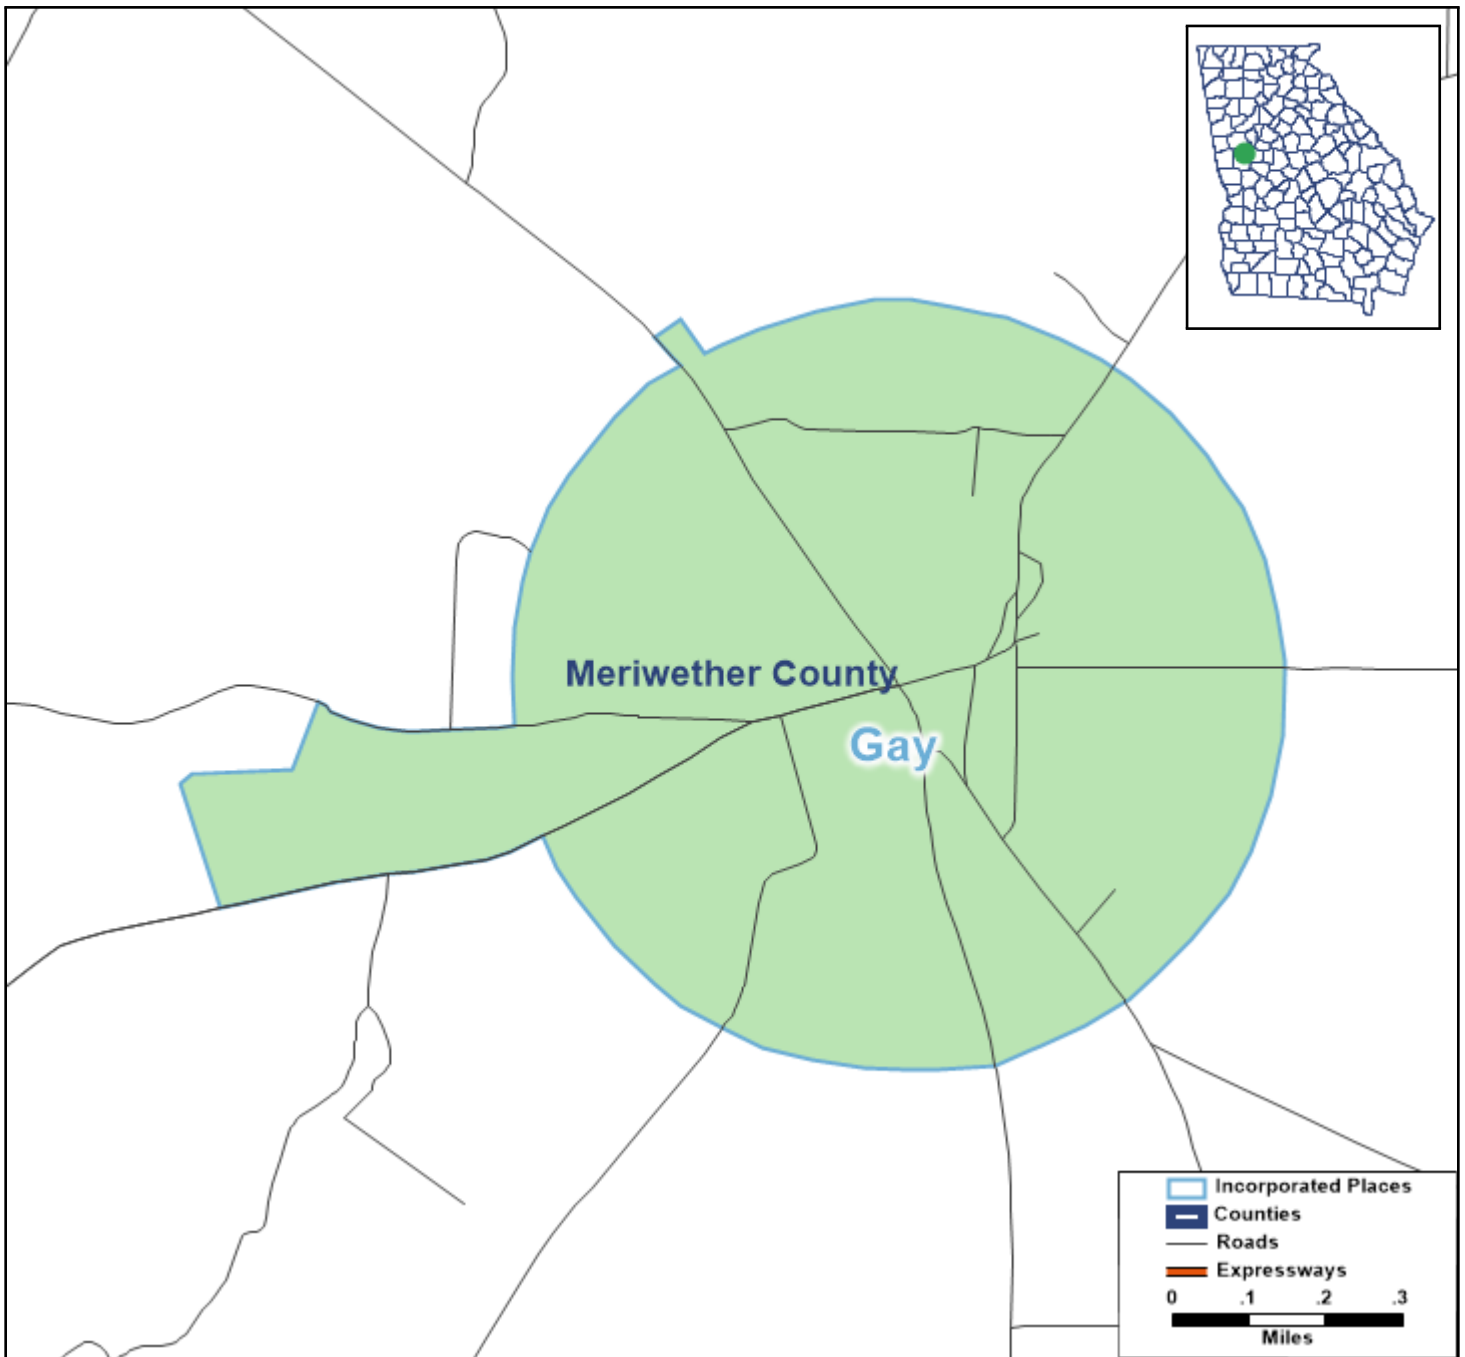 Meriwether County
Gay
Incorporated Places
Counties
Roads
Expressways
0 .1 .2 .3
Miles